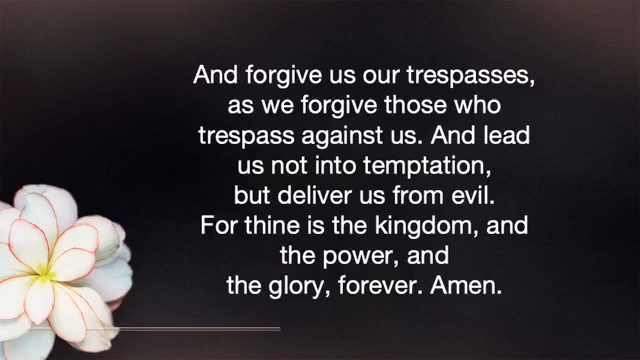 And forgive us our trespasses,
as we forgive those who
trespass against us. And lead
us not into temptation,
but deliver us from evil.
For thine is the kingdom, and
the power, and
the glory, forever. Amen.